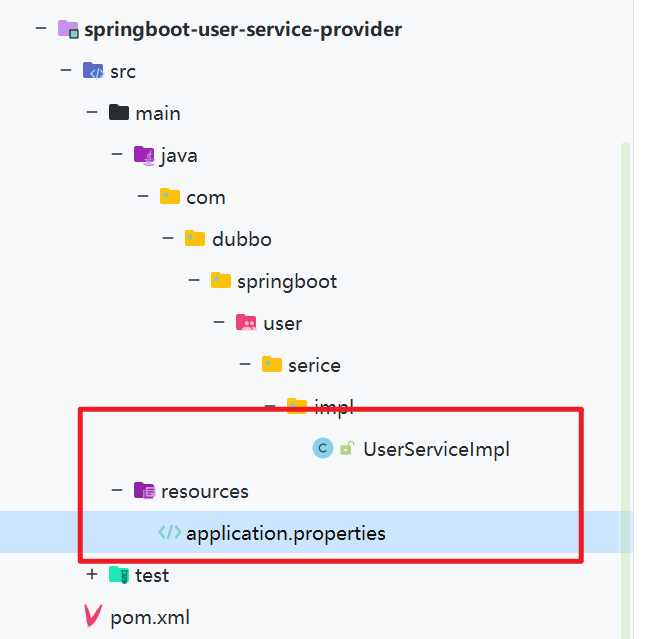 springboot-user-service-provider
src
main
java
com
dubbo
springboot
user
serice
impl
UserServiceImpl
resources
application.properties
test
pom.xml